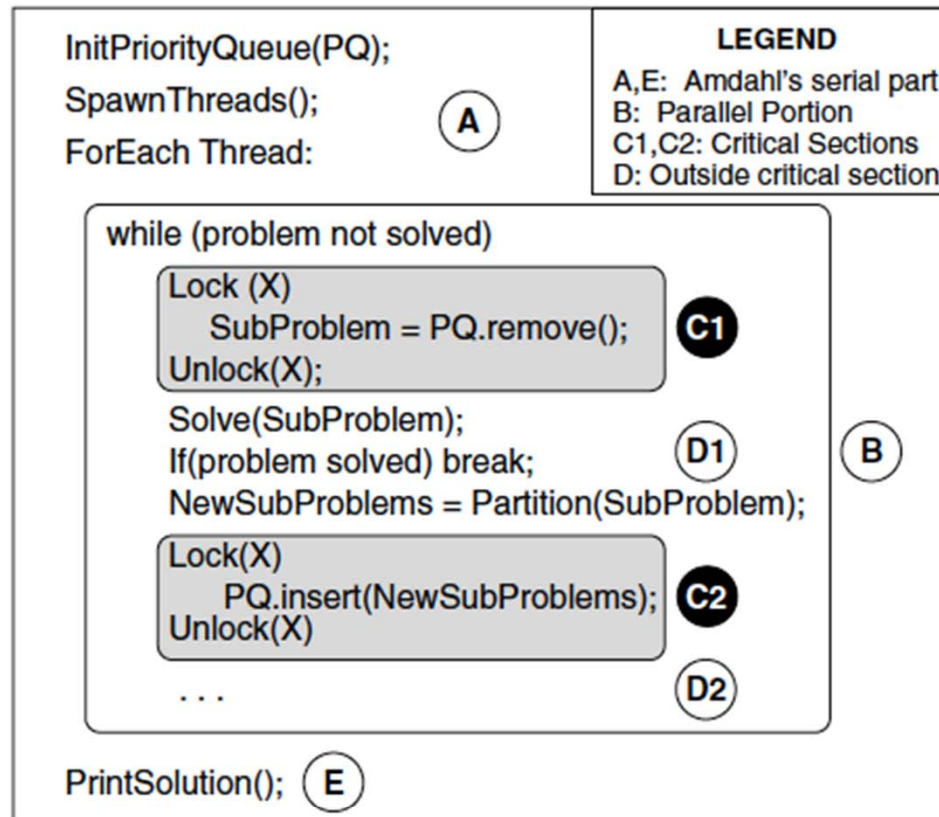 InitPriorityQueue(PQ);
SpawnThreads();
ForEach Thread:
A
LEGEND
A,E: Amdahl's serial part
B: Parallel Portion
C1,C2: Critical Sections
D: Outside critical section
while (problem not solved)
Lock (X)
SubProblem = PQ.remove();
Unlock(X);
C1
Solve(SubProblem);
If(problem solved) break;
NewSubProblems = Partition(SubProblem);
D1
B
Lock(X)
PQ.insert(NewSubProblems);
Unlock(X)
C2
. . .
D2
PrintSolution();
E